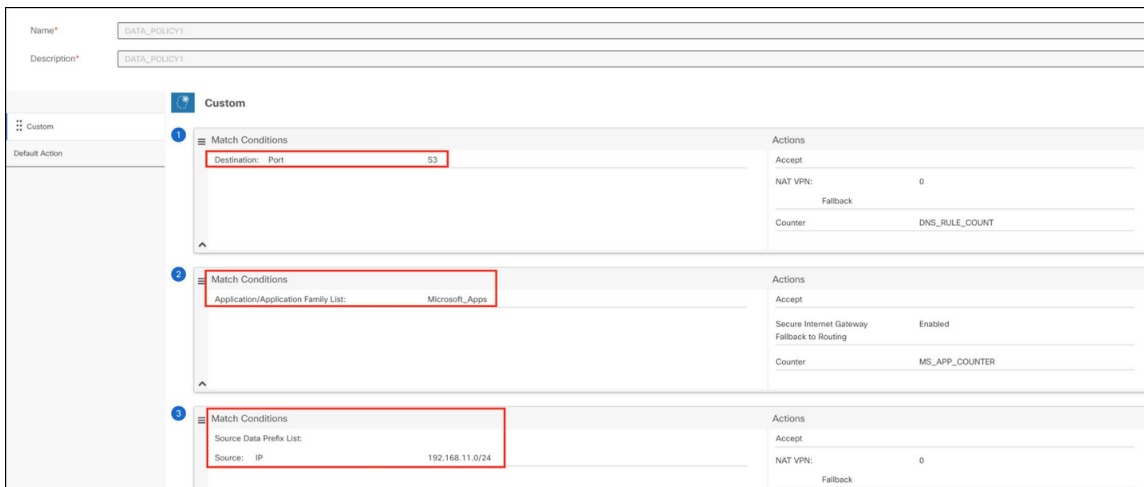 Name* DATA_POLICY1
Description* DATA_POLICY1
Custom
Custom
Default Action
1
Match Conditions Actions
Destination: Port 53 Accept
NAT VPN: 0
Fallback
Counter DNS_RULE_COUNT
2
Match Conditions Actions
Application/Application Family List: Microsoft_Apps Accept
Secure Internet Gateway Enabled
Fallback to Routing
Counter MS_APP_COUNTER
3
Match Conditions Actions
Source Data Prefix List: Accept
Source: IP 192.168.11.0/24 NAT VPN: 0
Fallback